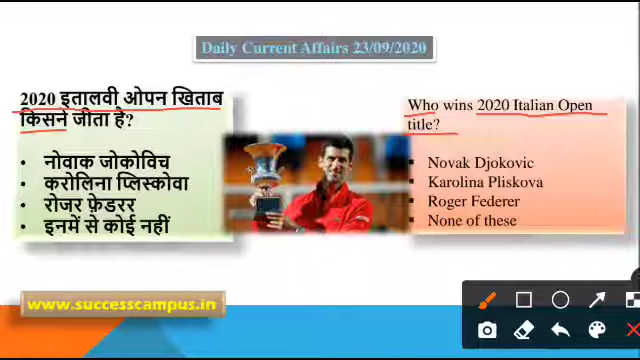 Daily Current Affairs 23/09/2020
2020 इतालवी ओपन खिताब
किसने जीता है?
• नोवाक जोकोविच
• करोलिना प्लिस्कोवा
• रोजर फ़ेडरर
• इनमें से कोई नहीं
Who wins 2020 Italian Open
title?
▪ Novak Djokovic
▪ Karolina Pliskova
▪ Roger Federer
▪ None of these
www.successcampus.in